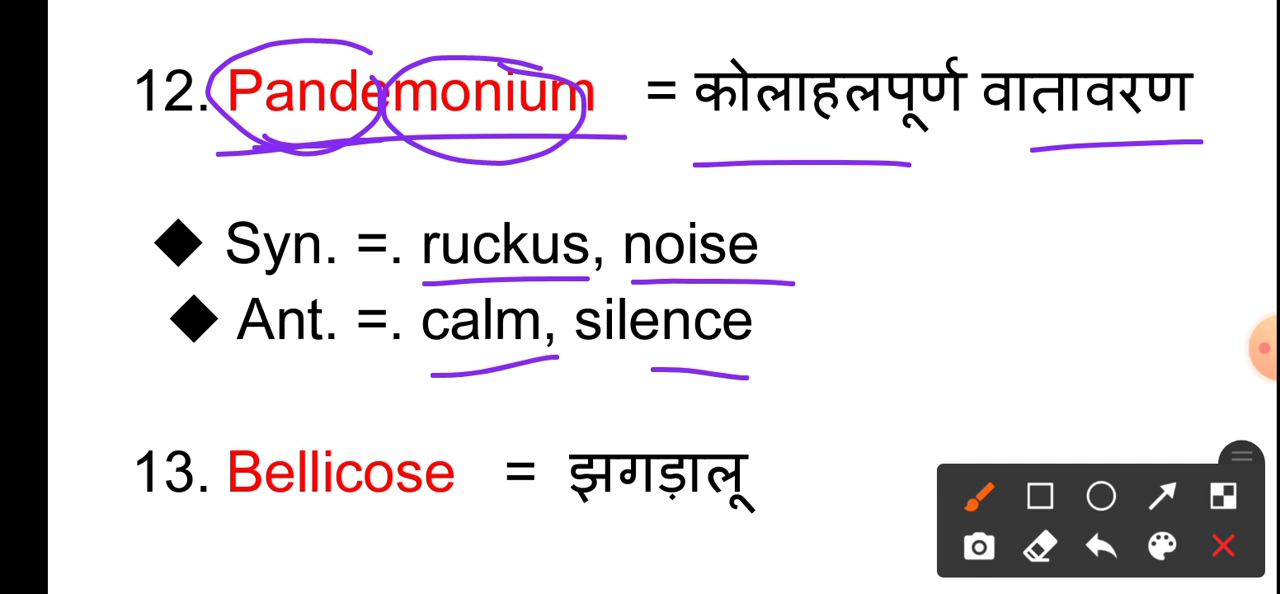 12. Pandemonium = कोलाहलपूर्ण वातावरण
◆ Syn. =. ruckus, noise
◆ Ant. =. calm, silence
13. Bellicose = झगड़ालू